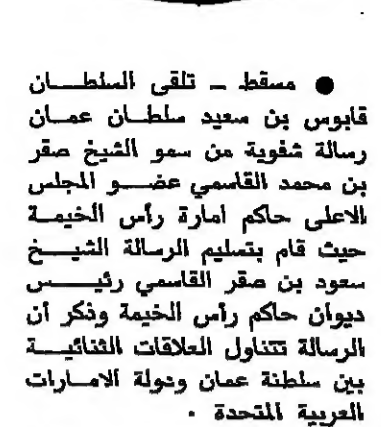 ● مسقط ـ تلقى السلطان
قابوس بن سعيد سلطان عمان
رسالة شفوية من سمو الشيخ صقر
بن محمد القاسمي عضو المجلس
الاعلى حاكم امارة رأس الخيمة
حيث قام بتسليم الرسالة الشيخ
سعود بن صقر القاسمي رئيس
ديوان حاكم رأس الخيمة وذكر أن
الرسالة تتناول العلاقات الثنائية
بين سلطنة عمان ودولة الامارات
العربية المتحدة ٠